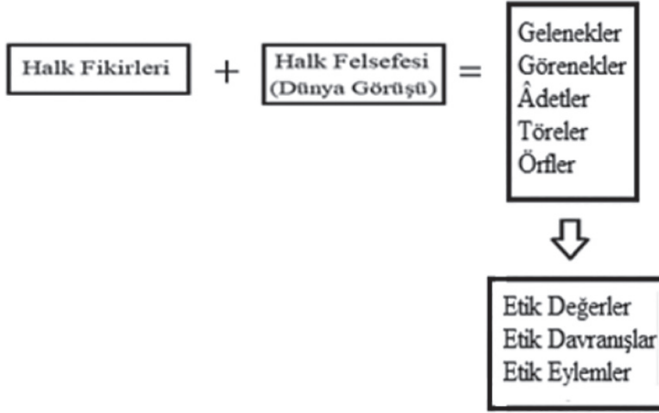 Halk Fikirleri
+
Halk Felsefesi
(Dünya Görüşü)
=
Gelenekler
Görenekler
Âdetler
Töreler
Örfler
Etik Değerler
Etik Davranışlar
Etik Eylemler